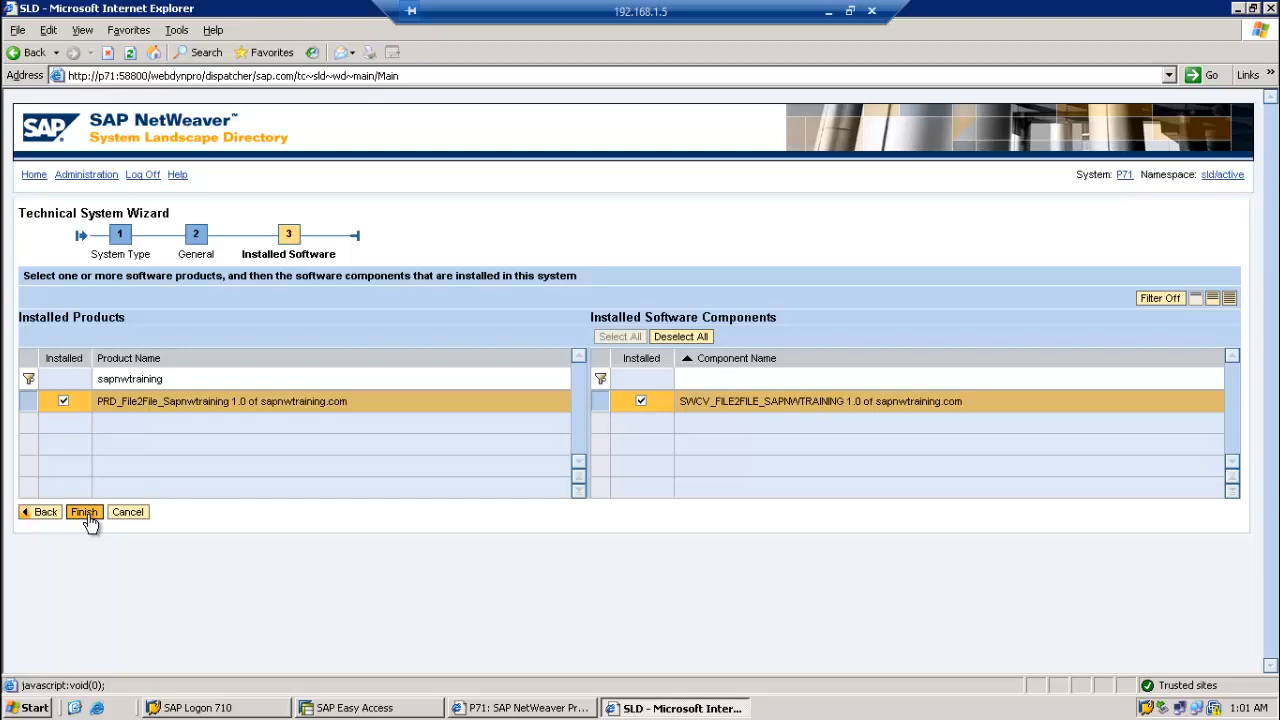 SLD - Microsoft Internet Explorer
192.168.1.5
File Edit View Favorites Tools Help
Back Search Favorites
Address http://p71:58800/webdynpro/dispatcher/sap.com/tc~sld~wd~main/Main Go Links »
SAP SAP NetWeaver™
System Landscape Directory
Home Administration Log Off Help System: P71 Namespace: sld/active
Technical System Wizard
1 2 3
System Type General Installed Software
Select one or more software products, and then the software components that are installed in this system
Filter Off
Installed Products Installed Software Components
Select All Deselect All
Installed Product Name Installed Component Name
sapnwtraining
PRD_File2File_Sapnwtraining 1.0 of sapnwtraining.com SWCV_FILE2FILE_SAPNWTRAINING 1.0 of sapnwtraining.com
Back Finish Cancel
javascript:void(0); Trusted sites
Start SAP Logon 710 SAP Easy Access P71: SAP NetWeaver Pr... SLD - Microsoft Inter... 1:01 AM